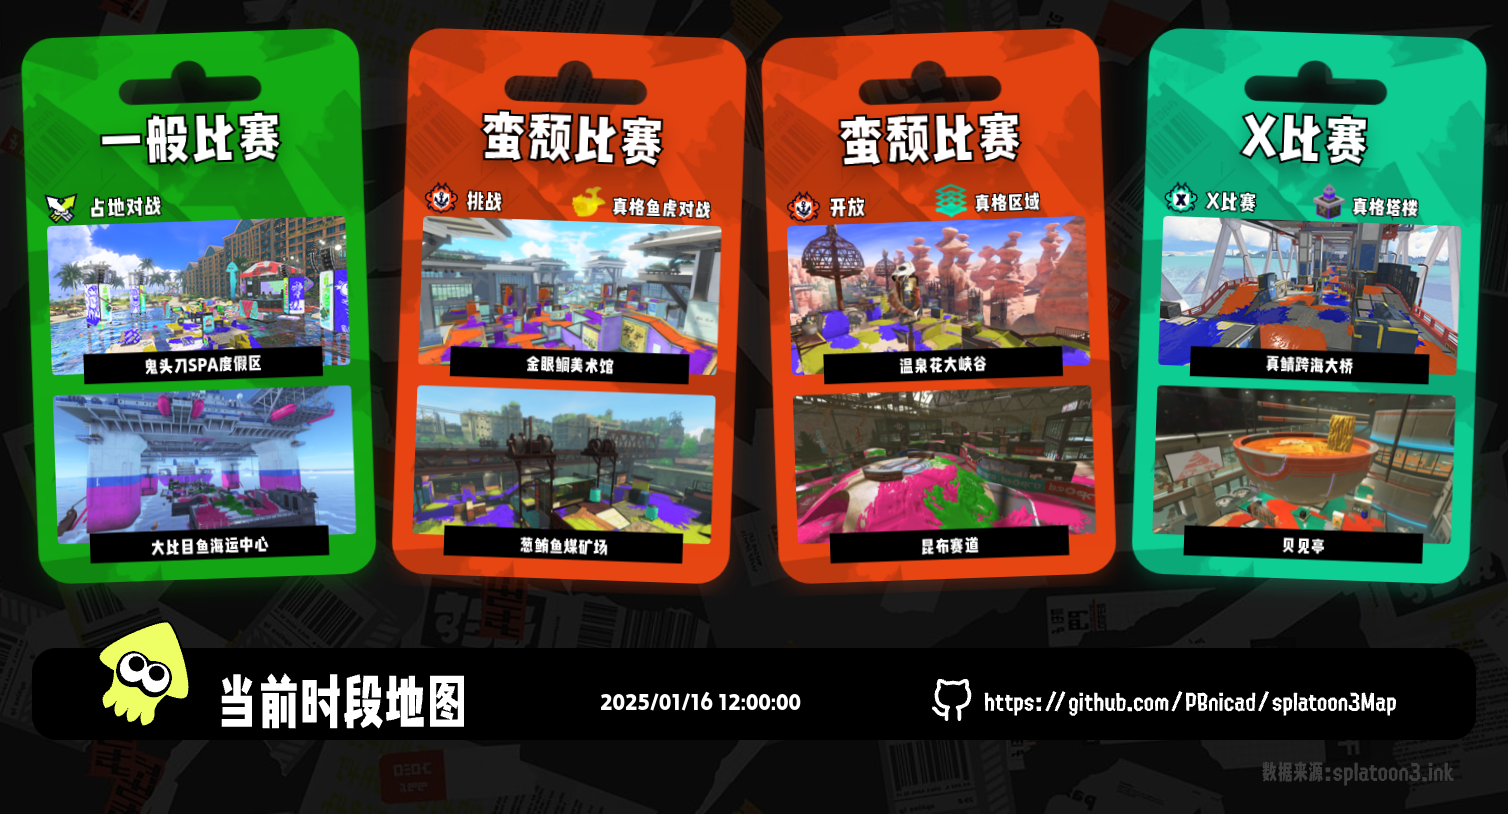 一般比赛
占地对战
鬼头刀SPA度假区
大比目鱼海运中心
蛮颓比赛
挑战
真格鱼虎对战
金眼鲷美术馆
葱鲔鱼煤矿场
蛮颓比赛
开放
真格区域
温泉花大峡谷
昆布赛道
X比赛
X比赛
真格塔楼
真鲭跨海大桥
贝见亭
当前时段地图
2025/01/16 12:00:00
https://github.com/PBnicad/splatoon3Map
数据来源:splatoon3.ink